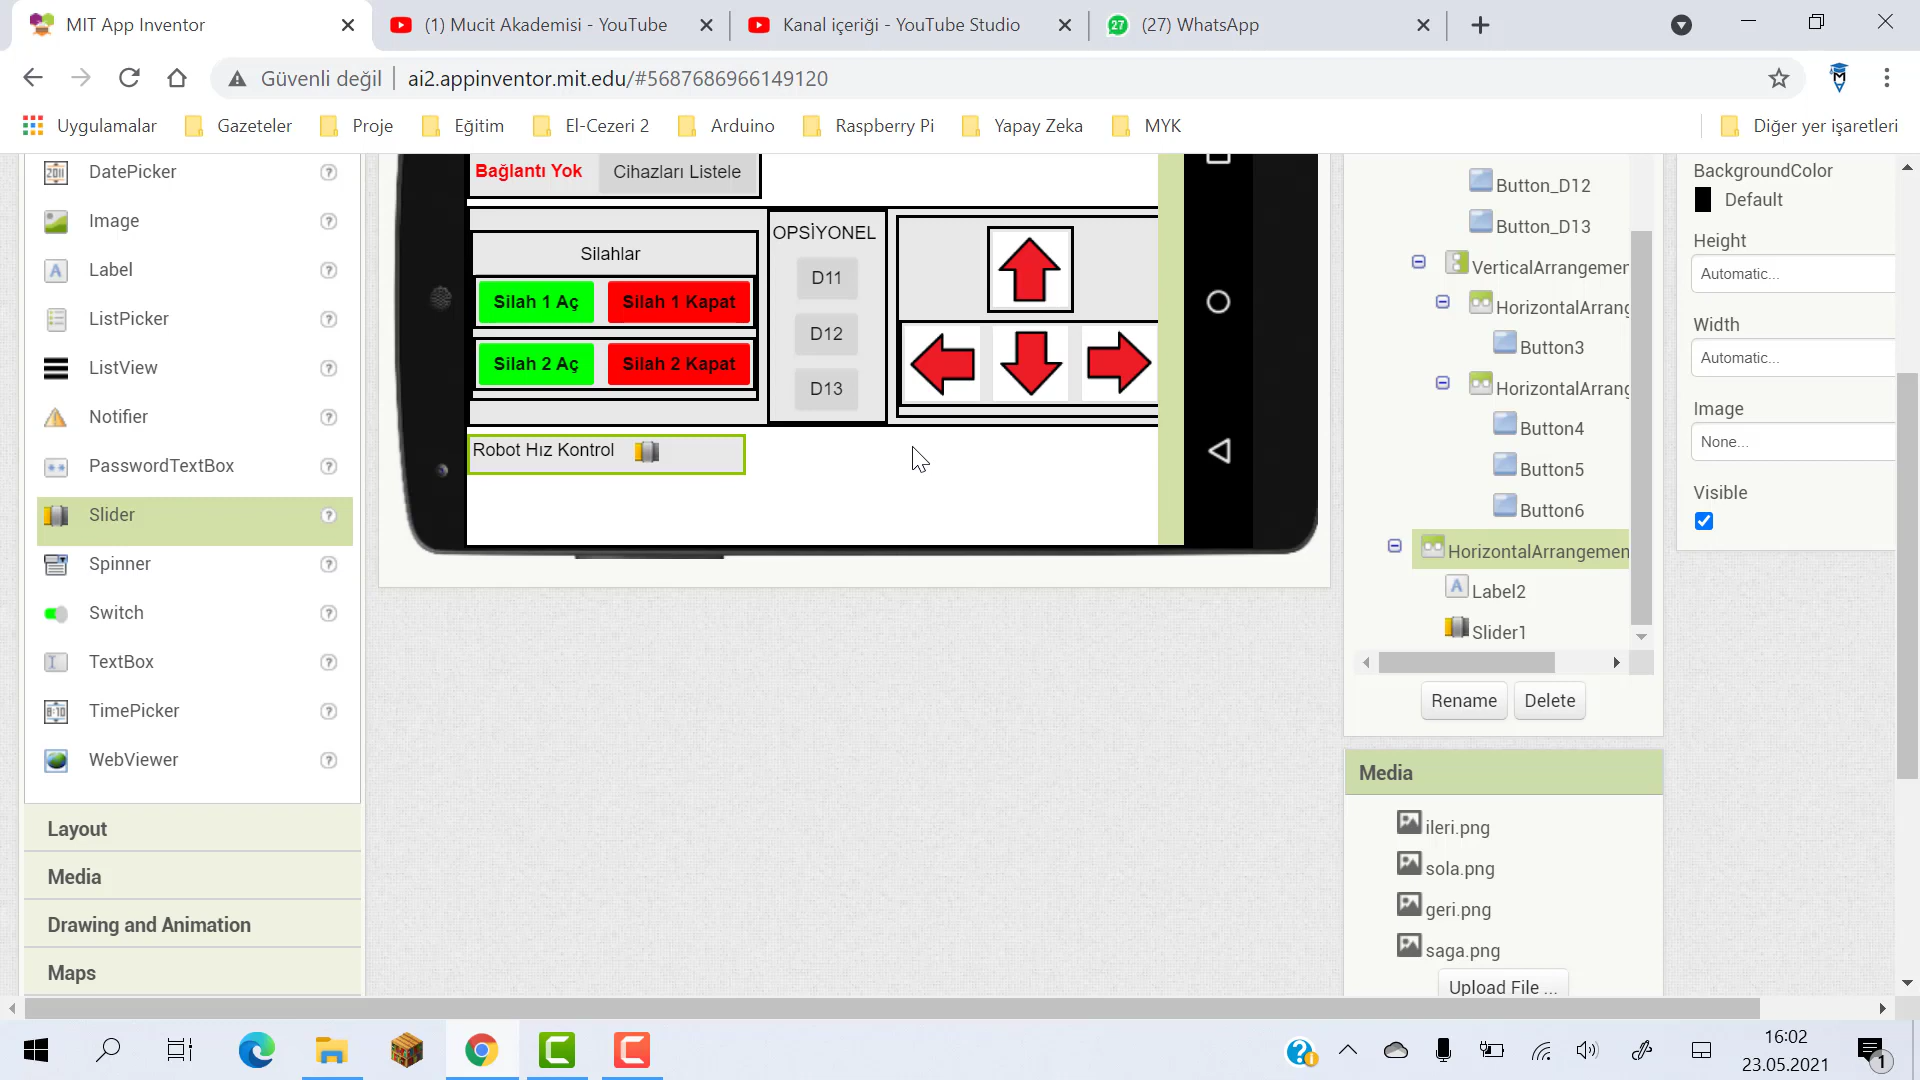 MIT App Inventor
(1) Mucit Akademisi - YouTube
Kanal içeriği - YouTube Studio
27
(27) WhatsApp
Güvenli değil
ai2.appinventor.mit.edu/#5687686966149120
Uygulamalar
Gazeteler
Proje
Eğitim
El-Cezeri 2
Arduino
Raspberry Pi
Yapay Zeka
MYK
Diğer yer işaretleri
DatePicker
Image
Label
ListPicker
ListView
Notifier
PasswordTextBox
Slider
Spinner
Switch
TextBox
TimePicker
WebViewer
Layout
Media
Drawing and Animation
Maps
Bağlantı Yok
Cihazları Listele
Silahlar
Silah 1 Aç
Silah 1 Kapat
Silah 2 Aç
Silah 2 Kapat
OPSİYONEL
D11
D12
D13
Robot Hız Kontrol
Button_D12
Button_D13
VerticalArrangemen
HorizontalArrang
Button3
HorizontalArrang
Button4
Button5
Button6
HorizontalArrangemen
Label2
Slider1
Rename
Delete
Media
ileri.png
sola.png
geri.png
saga.png
Upload File ...
BackgroundColor
Default
Height
Automatic...
Width
Automatic...
Image
None...
Visible
16:02
23.05.2021
1